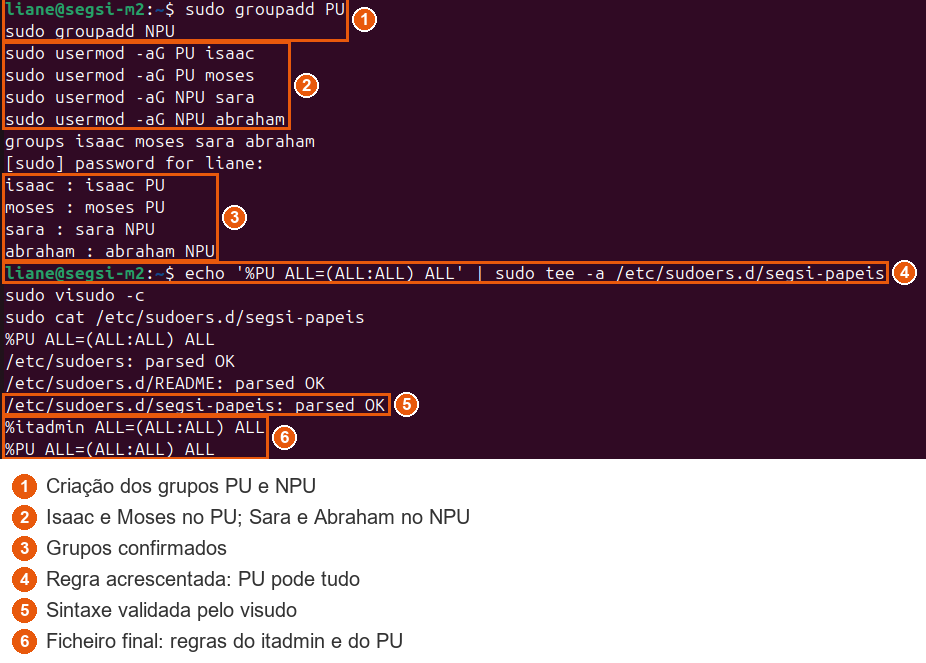 liane@segsi-m2:~$ sudo groupadd PU
1
sudo groupadd NPU
sudo usermod -aG PU isaac
sudo usermod -aG PU moses
2
sudo usermod -aG NPU sara
sudo usermod -aG NPU abraham
groups isaac moses sara abraham
[sudo] password for liane:
isaac : isaac PU
moses : moses PU
3
sara : sara NPU
abraham : abraham NPU
liane@segsi-m2:~$ echo '%PU ALL=(ALL:ALL) ALL' | sudo tee -a /etc/sudoers.d/segsi-papeis
4
sudo visudo -c
sudo cat /etc/sudoers.d/segsi-papeis
%PU ALL=(ALL:ALL) ALL
/etc/sudoers: parsed OK
/etc/sudoers.d/README: parsed OK
/etc/sudoers.d/segsi-papeis: parsed OK
5
%itadmin ALL=(ALL:ALL) ALL
6
%PU ALL=(ALL:ALL) ALL
1 Criação dos grupos PU e NPU
2 Isaac e Moses no PU; Sara e Abraham no NPU
3 Grupos confirmados
4 Regra acrescentada: PU pode tudo
5 Sintaxe validada pelo visudo
6 Ficheiro final: regras do itadmin e do PU